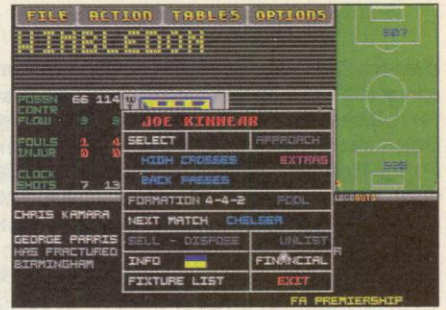 FILE ACTION TABLES OPTIONS
WIMBLEDON
POSSN 66 114
CONTR
FLOW 9 9
FOULS 1 4
INJUR 0 0
CLOCK
SHOTS 7 13
CHRIS KAMARA
GEORGE PARRIS
HAS FRACTURED
BIRMINGHAM
JOE KINNEAR
SELECT APPROACH
HIGH CROSSES EXTRAS
BACK PASSES
FORMATION 4-4-2 POOL
NEXT MATCH CHELSEA
SELL - DISPOSE UNLIST
INFO FINANCIAL
FIXTURE LIST EXIT
FA PREMIERSHIP